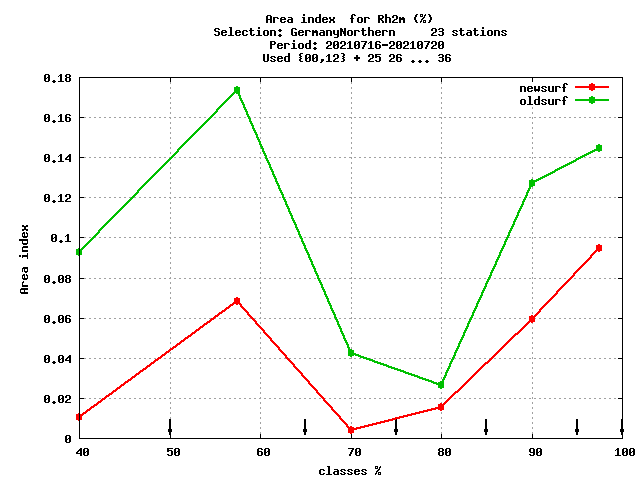 Area index  for Rh2m (%)
Selection: GermanyNorthern     23 stations
Period: 20210716-20210720
Used {00,12} + 25 26 ... 36
newsurf
oldsurf
0.18
0.16
0.14
0.12
0.1
0.08
0.06
0.04
0.02
0
Area index
40 50 60 70 80 90 100
classes %